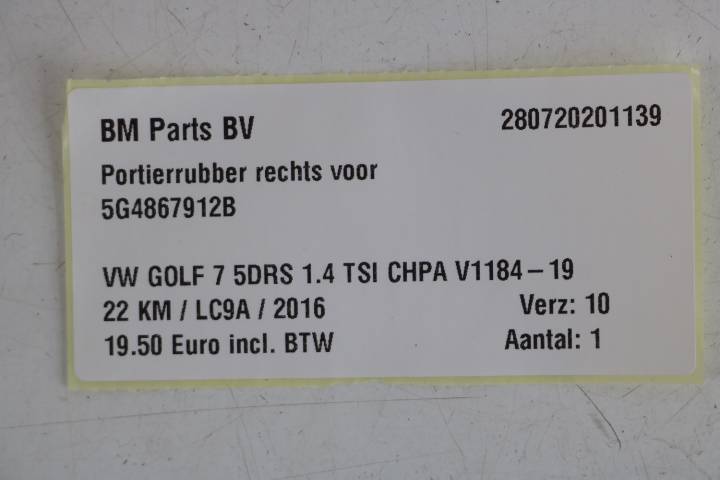 BM Parts BV 280720201139
Portierrubber rechts voor
5G4867912B
VW GOLF 7 5DRS 1.4 TSI CHPA V1184-19
22 KM / LC9A / 2016 Verz: 10
19.50 Euro incl. BTW Aantal: 1